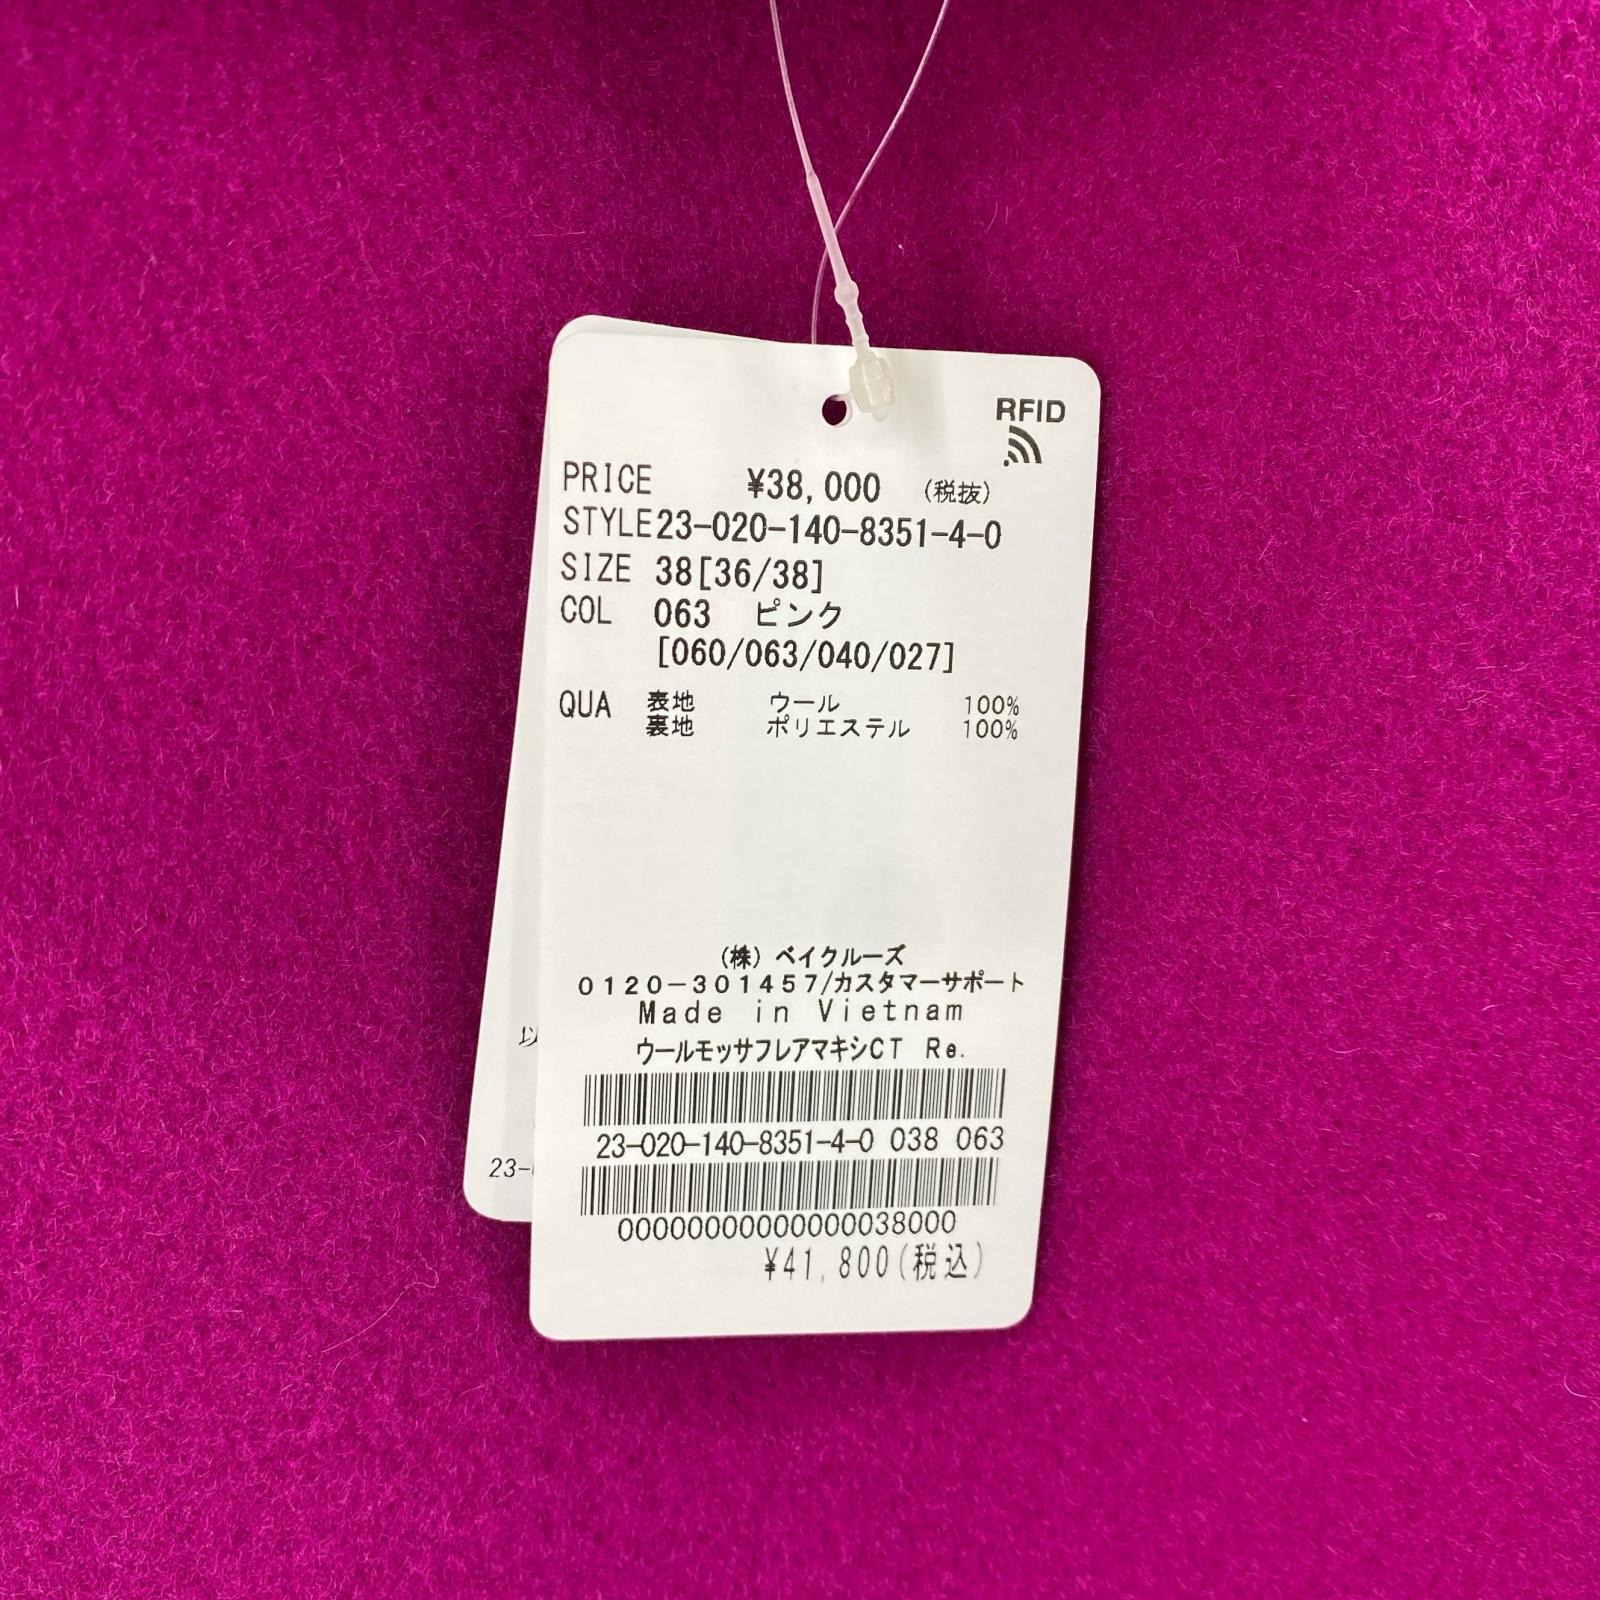 RFID
PRICE ¥38,000 (税抜)
STYLE23-020-140-8351-4-0
SIZE 38[36/38]
COL 063 ピンク
[060/063/040/027]
QUA 表地 ウール 100%
裏地 ポリエステル 100%
(株) ベイクルーズ
0120-301457/カスタマーサポート
Made in Vietnam
ウールモッサフレアマキシCT Re.
23-020-140-8351-4-0 038 063
00000000000000038000
¥41,800(税込)
以
23-